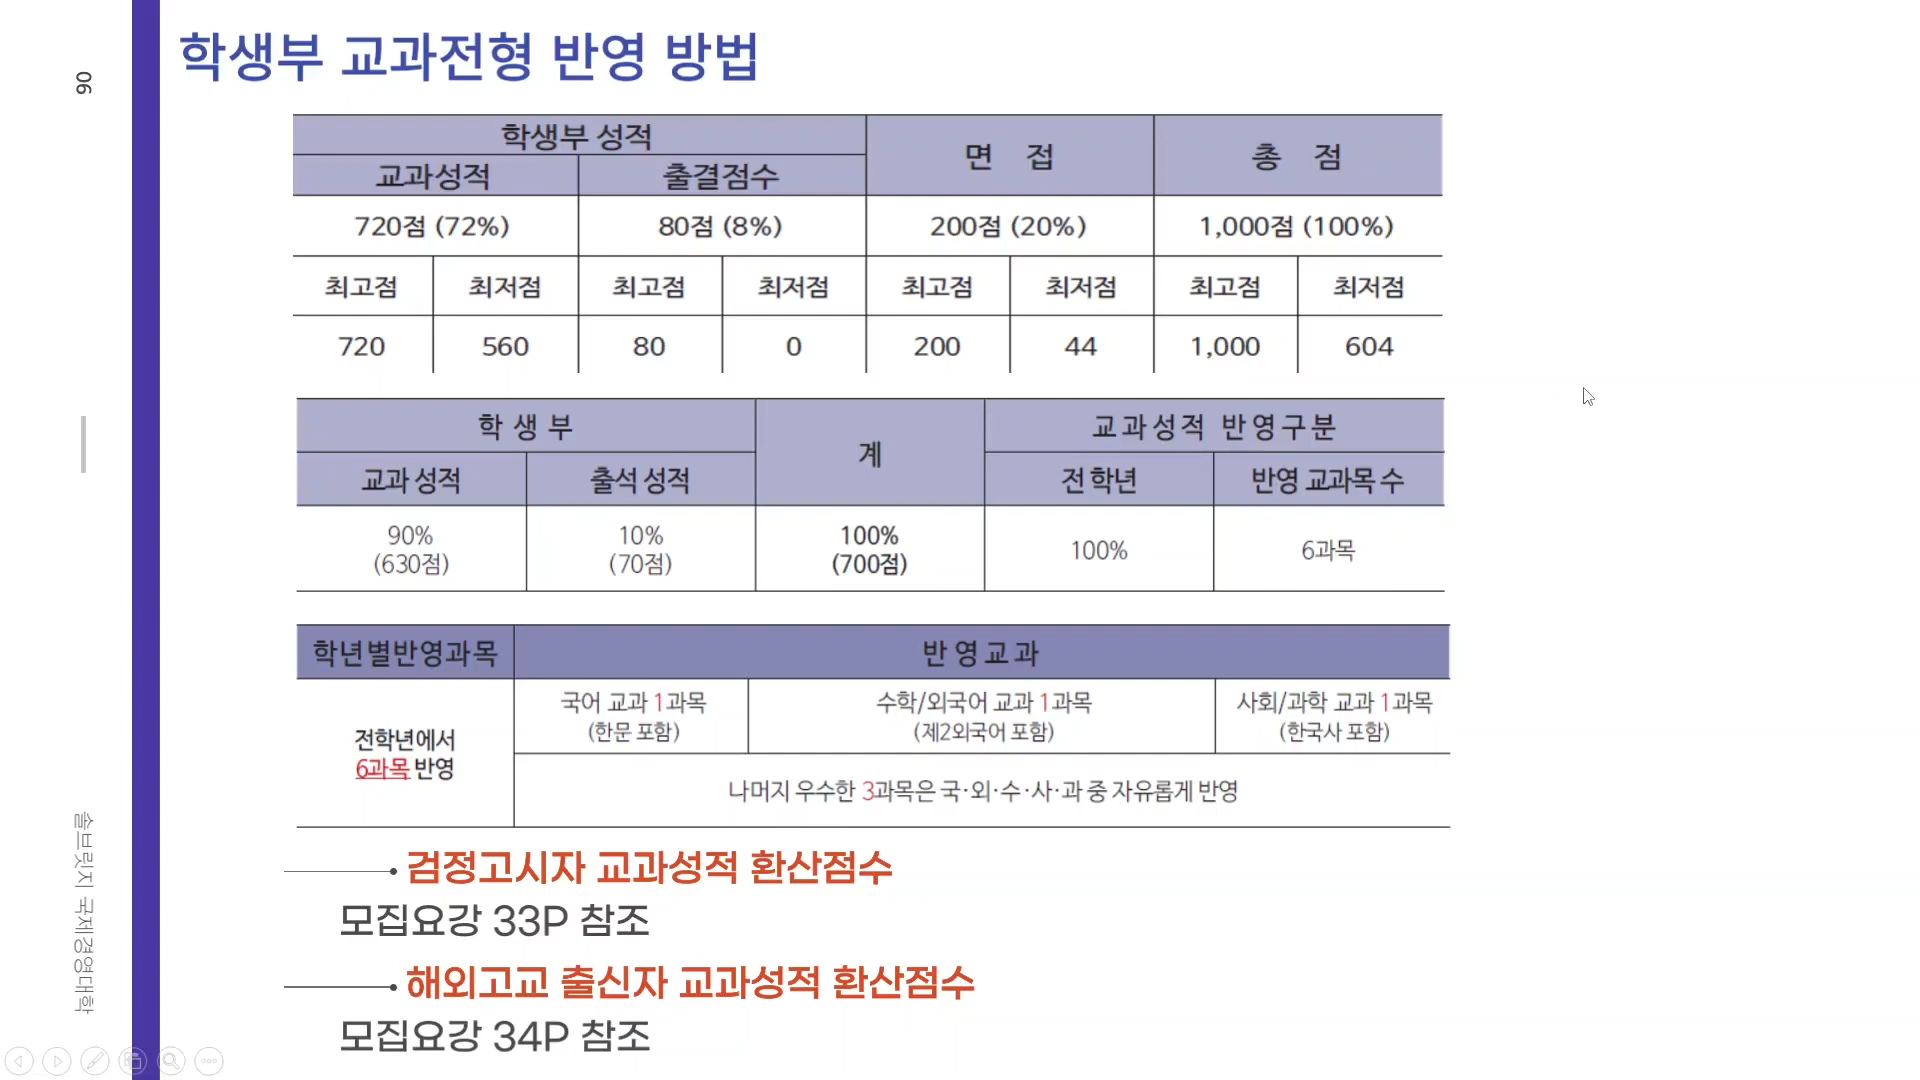 06
학생부 교과전형 반영 방법
학생부 성적
면 접
총 점
교과성적
출결점수
720점 (72%)
80점 (8%)
200점 (20%)
1,000점 (100%)
최고점
최저점
최고점
최저점
최고점
최저점
최고점
최저점
720
560
80
0
200
44
1,000
604
학 생 부
계
교과성적 반영구분
교과 성적
출석 성적
전학년
반영 교과목 수
90%
(630점)
10%
(70점)
100%
(700점)
100%
6과목
학년별반영과목
반영교과
전학년에서
6과목 반영
국어 교과 1과목
(한문 포함)
수학/외국어 교과 1과목
(제2외국어 포함)
사회/과학 교과 1과목
(한국사 포함)
나머지 우수한 3과목은 국·외·수·사·과 중 자유롭게 반영
검정고시자 교과성적 환산점수
모집요강 33P 참조
해외고교 출신자 교과성적 환산점수
모집요강 34P 참조
솔브릿지 국제경영대학